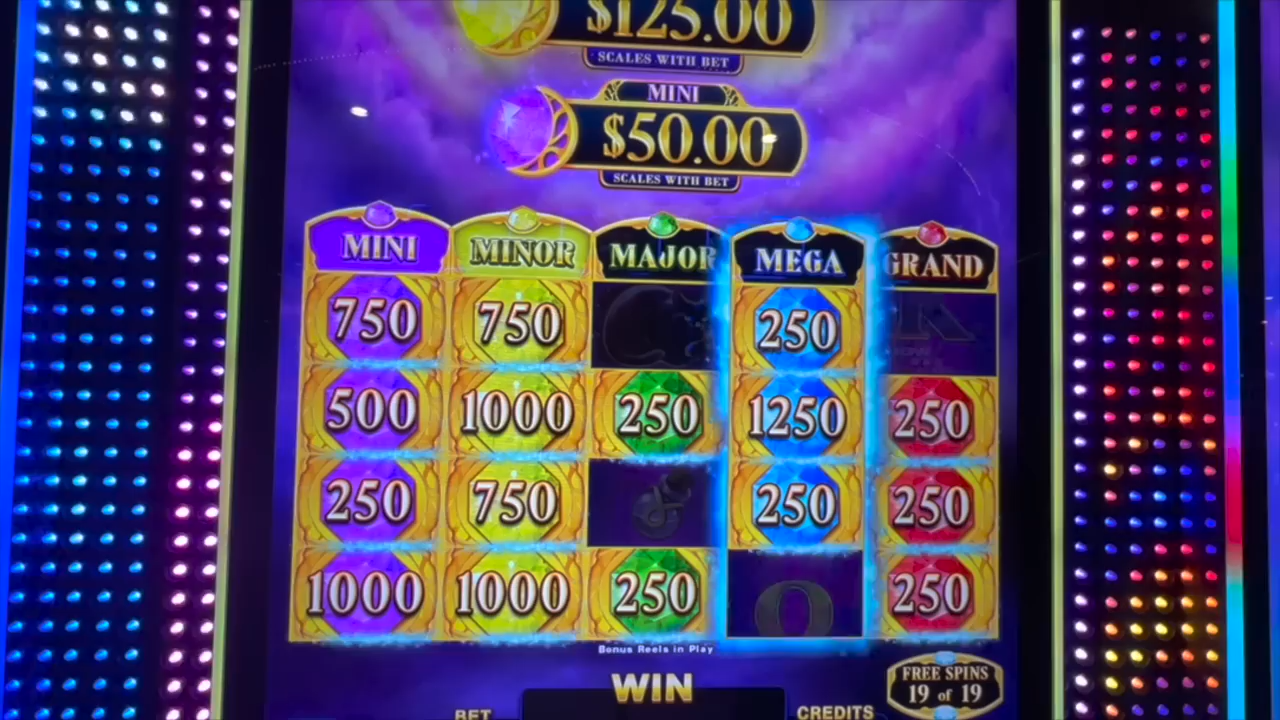 $125.00
SCALES WITH BET
MINI
$50.00
SCALES WITH BET
MINI MINOR MAJOR MEGA GRAND
750 750 250
500 1000 250 1250 250
250 750 250 250
1000 1000 250 O 250
Bonus Reels in Play
WIN
FREE SPINS
19 of 19
BET CREDITS